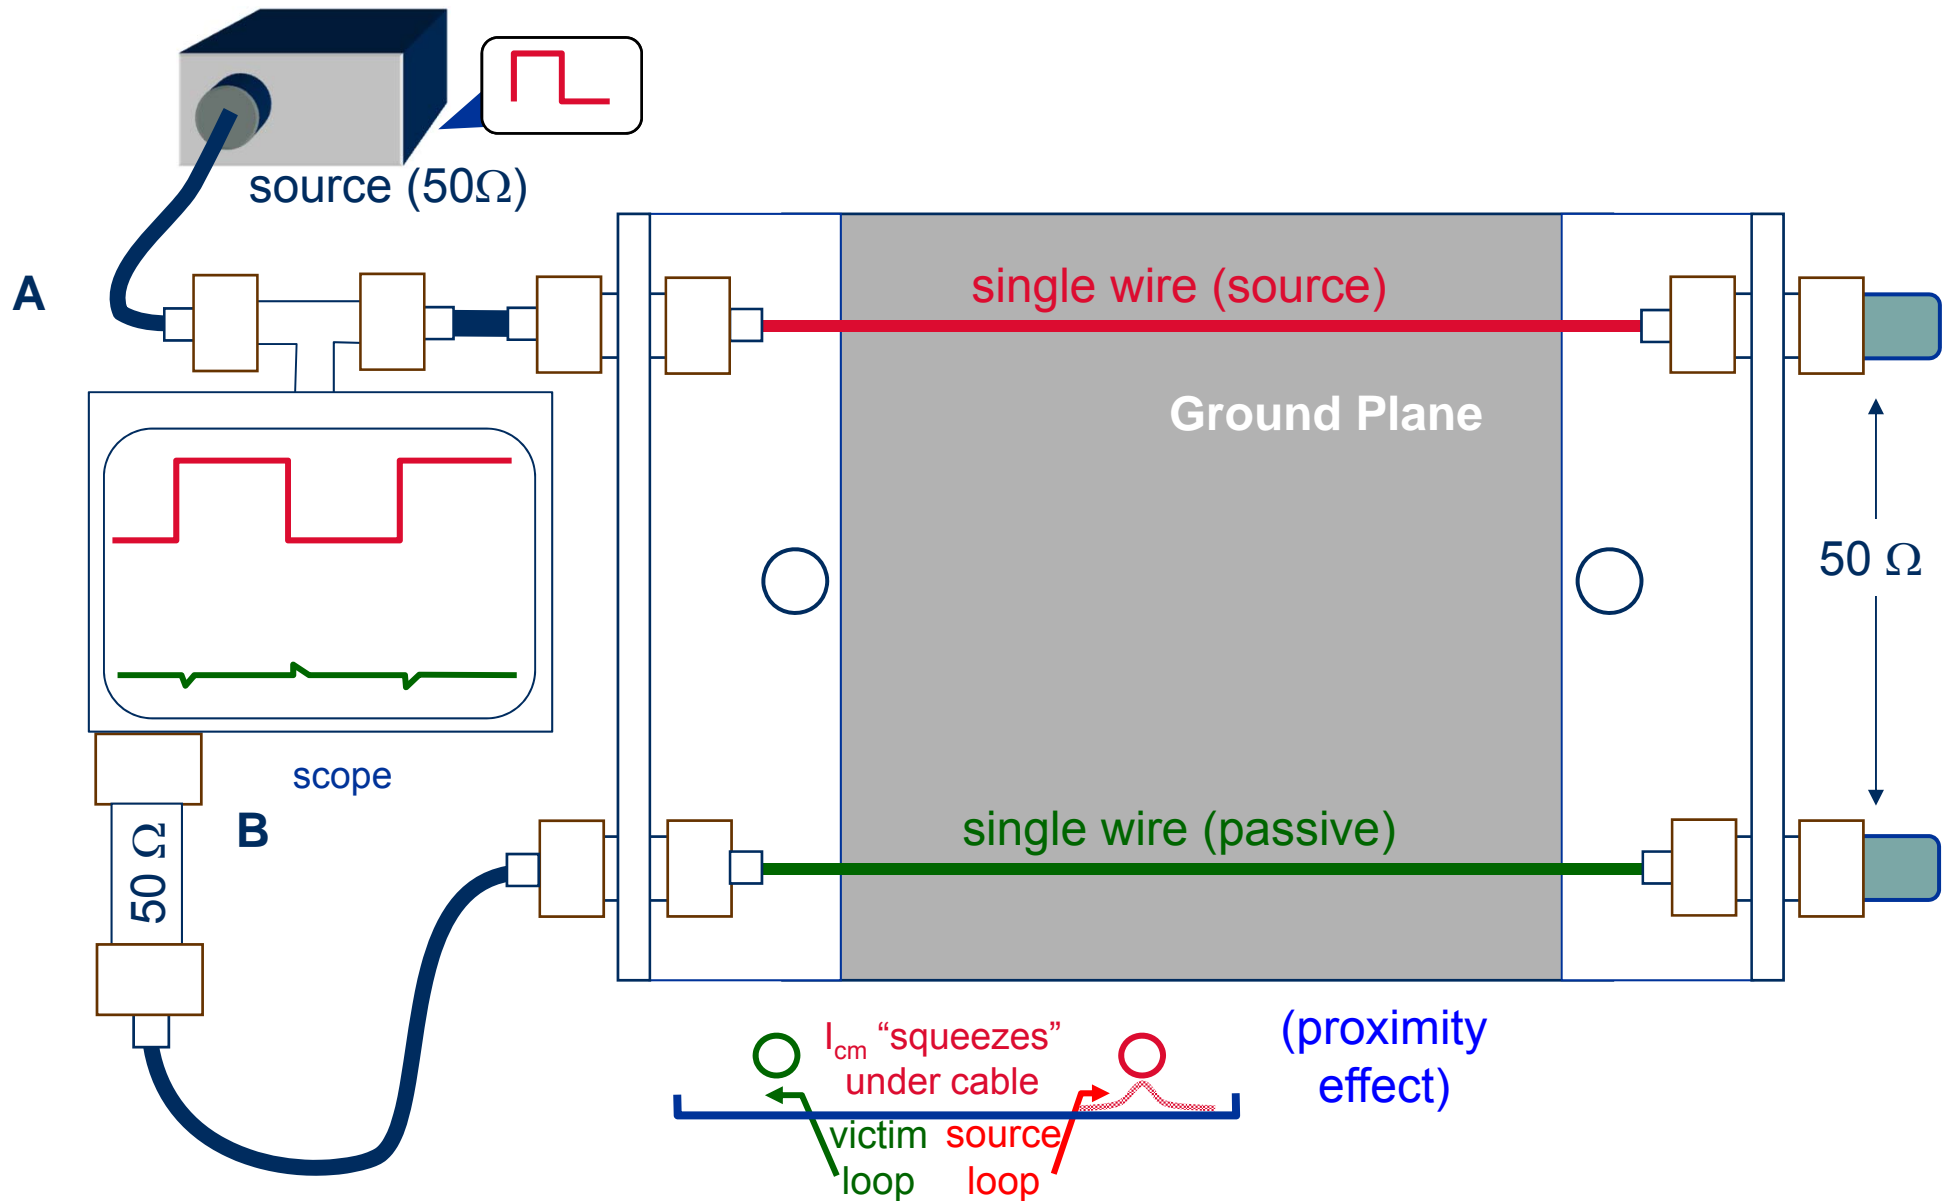 source (50Ω)
A
single wire (source)
Ground Plane
50 Ω
scope
B
50 Ω
single wire (passive)
Icm “squeezes”
under cable
(proximity
effect)
victim
loop
source
loop